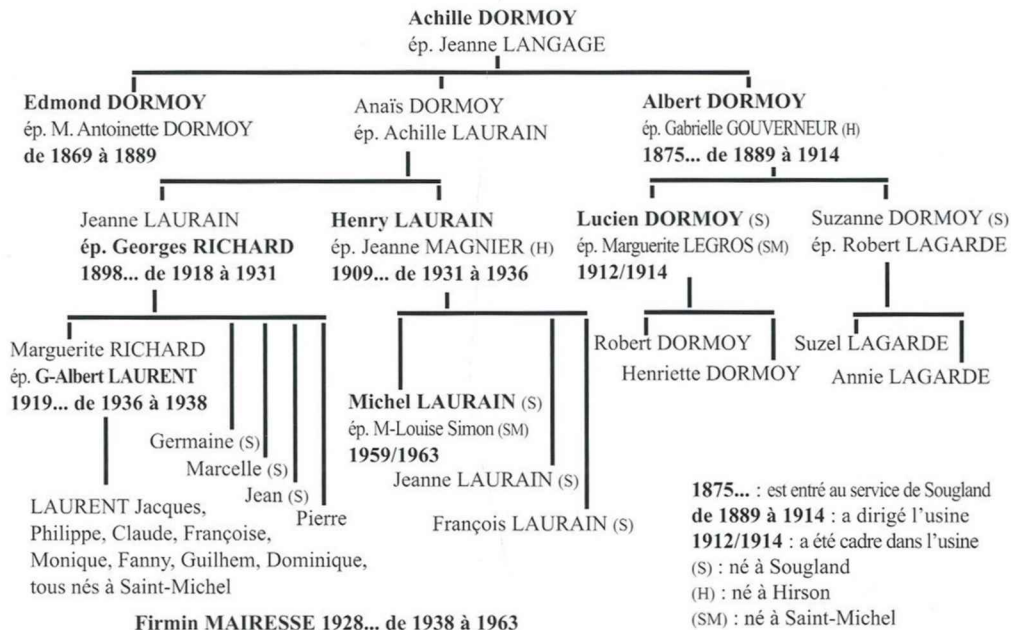 Achille DORMOY
ép. Jeanne LANGAGE
Edmond DORMOY
ép. M. Antoinette DORMOY
de 1869 à 1889
Anaïs DORMOY
ép. Achille LAURAIN
Albert DORMOY
ép. Gabrielle GOUVERNEUR (H)
1875... de 1889 à 1914
Jeanne LAURAIN
ép. Georges RICHARD
1898... de 1918 à 1931
Henry LAURAIN
ép. Jeanne MAGNIER (H)
1909... de 1931 à 1936
Lucien DORMOY (S)
ép. Marguerite LEGROS (SM)
1912/1914
Suzanne DORMOY (S)
ép. Robert LAGARDE
Marguerite RICHARD
ép. G-Albert LAURENT
1919... de 1936 à 1938
Germaine (S)
Marcelle (S)
Jean (S)
Pierre
LAURENT Jacques,
Philippe, Claude, Françoise,
Monique, Fanny, Guilhem, Dominique,
tous nés à Saint-Michel
Michel LAURAIN (S)
ép. M-Louise Simon (SM)
1959/1963
Jeanne LAURAIN (S)
François LAURAIN (S)
Robert DORMOY
Henriette DORMOY
Suzel LAGARDE
Annie LAGARDE
1875... : est entré au service de Sougland
de 1889 à 1914 : a dirigé l'usine
1912/1914 : a été cadre dans l'usine
(S) : né à Sougland
(H) : né à Hirson
(SM) : né à Saint-Michel
Firmin MAIRESSE 1928... de 1938 à 1963